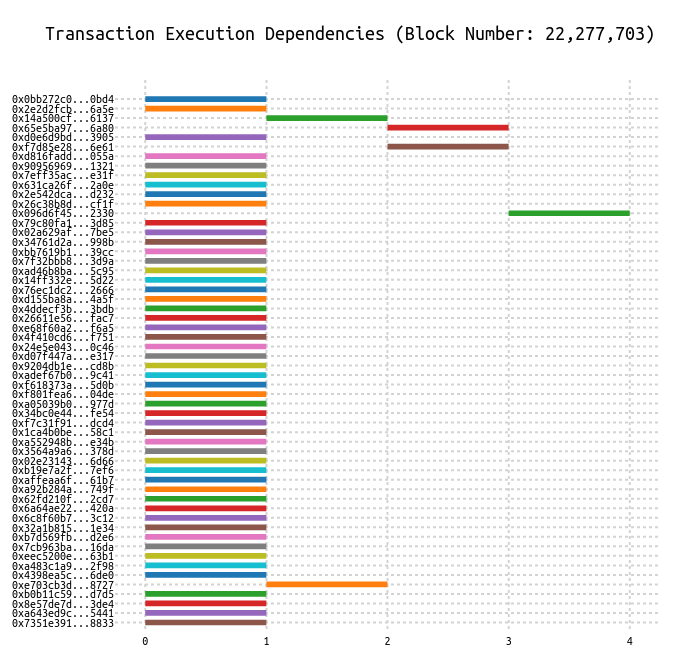 Transaction Execution Dependencies (Block Number: 22,277,703)
0x0bb272c0...0bd4
0x2e2d2fcb...6a5e
0x14a500cf...6137
0x65e5ba97...6a80
0xd0e6d9bd...3905
0xf7d85e28...6e61
0xd816fadd...055a
0x90956969...1321
0x7eff35ac...e31f
0x631ca26f...2a0e
0x2e542dca...d232
0x26c38b8d...cf1f
0x096d6f45...2330
0x79c80fa1...3d85
0x02a629af...7be5
0x34761d2a...998b
0xbb7619b1...39cc
0x7f32bbb8...3d9a
0xad46b8ba...5c95
0x14ff332e...5d22
0x76ec1dc2...2666
0xd155ba8a...4a5f
0x4ddecf3b...3bdb
0x26611e56...fac7
0xe68f60a2...f6a5
0x4f410cd6...f751
0x24e5e043...0c46
0xd07f447a...e317
0x9204db1e...cd8b
0xadef67b0...9c41
0xf618373a...5d0b
0xf801fea6...04de
0xa05039b0...977d
0x34bc0e44...fe54
0xf7c31f91...dcd4
0x1ca4b0be...58c1
0xa552948b...e34b
0x3564a9a6...378d
0x02e23143...6d66
0xb19e7a2f...7ef6
0xaffeaa6f...61b7
0xa92b284a...749f
0x62fd210f...2cd7
0x6a64ae22...420a
0x6c8f60b7...3c12
0x32a1b815...1e34
0xb7d569fb...d2e6
0x7cb963ba...16da
0xeec5200e...63b1
0xa483c1a9...2f98
0x4398ea5c...6de0
0xe703cb3d...8727
0xb0b11c59...d7d5
0x8e57de7d...3de4
0xa643ed9c...5441
0x7351e391...8833
0 1 2 3 4